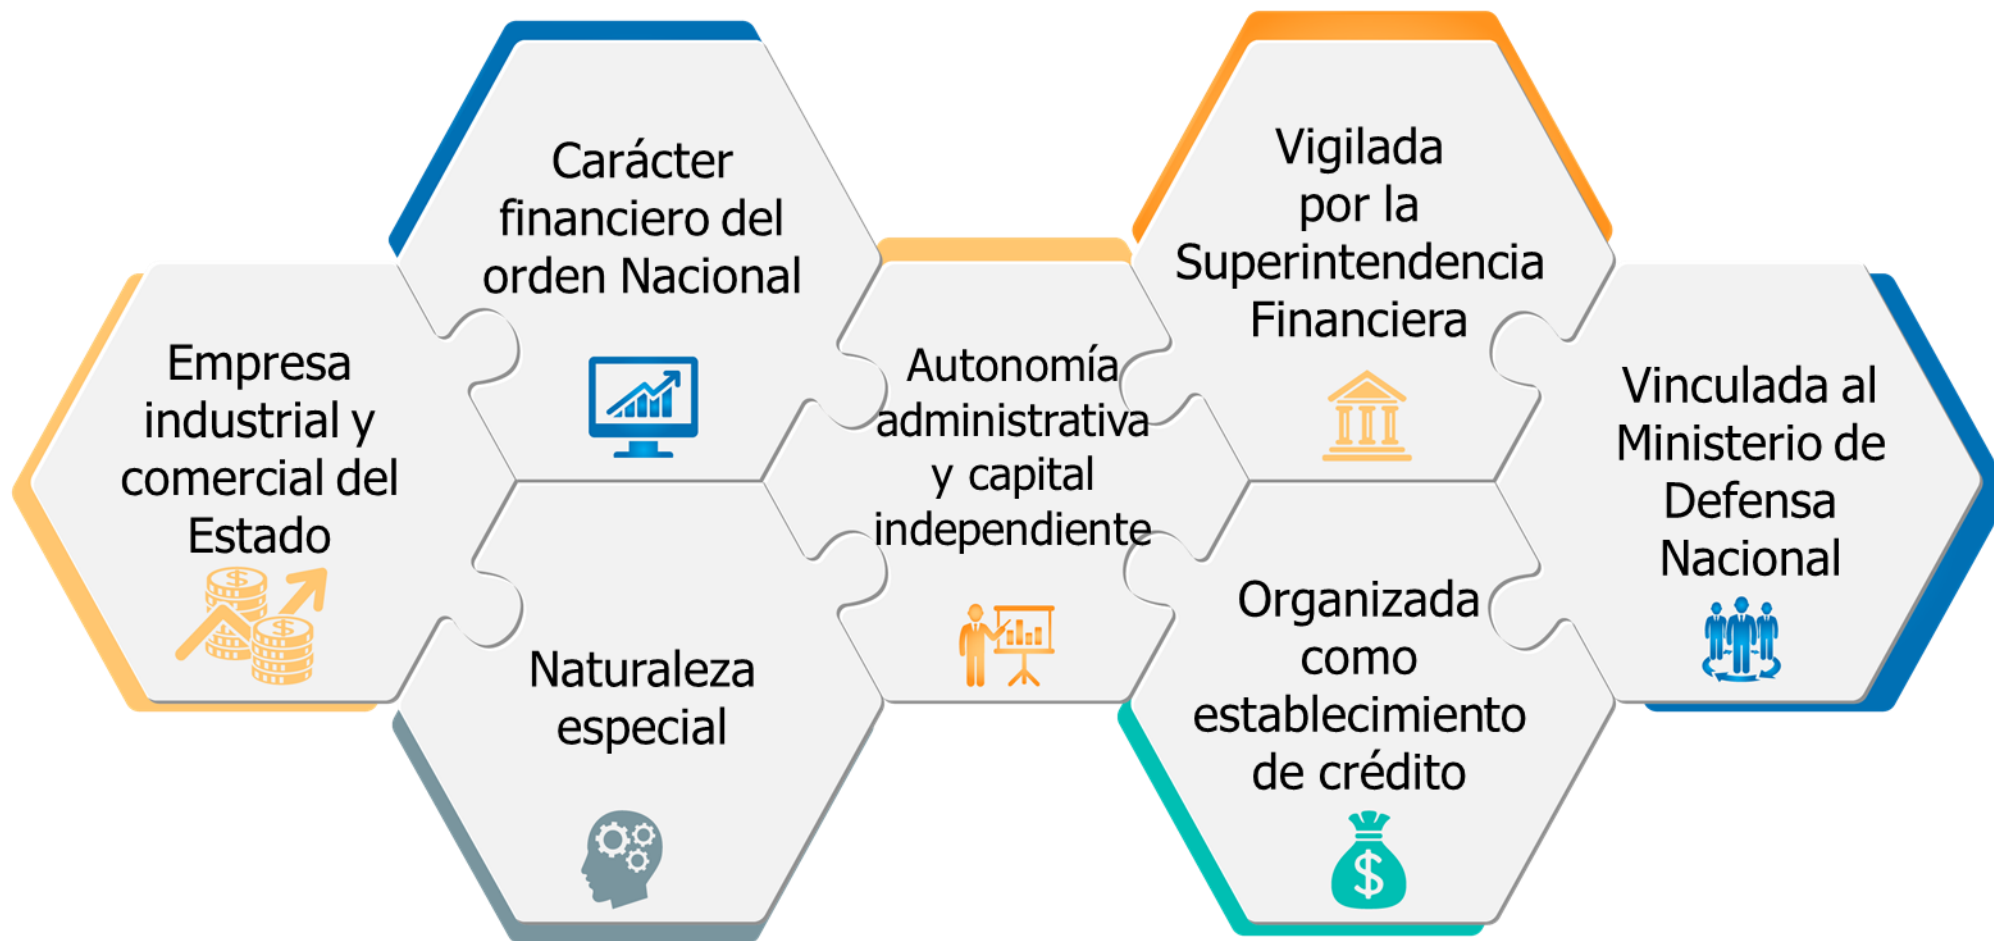 Empresa
industrial y
comercial del
Estado
Carácter
financiero del
orden Nacional
Naturaleza
especial
Autonomía
administrativa
y capital
independiente
Vigilada
por la
Superintendencia
Financiera
Organizada
como
establecimiento
de crédito
$
Vinculada al
Ministerio de
Defensa
Nacional